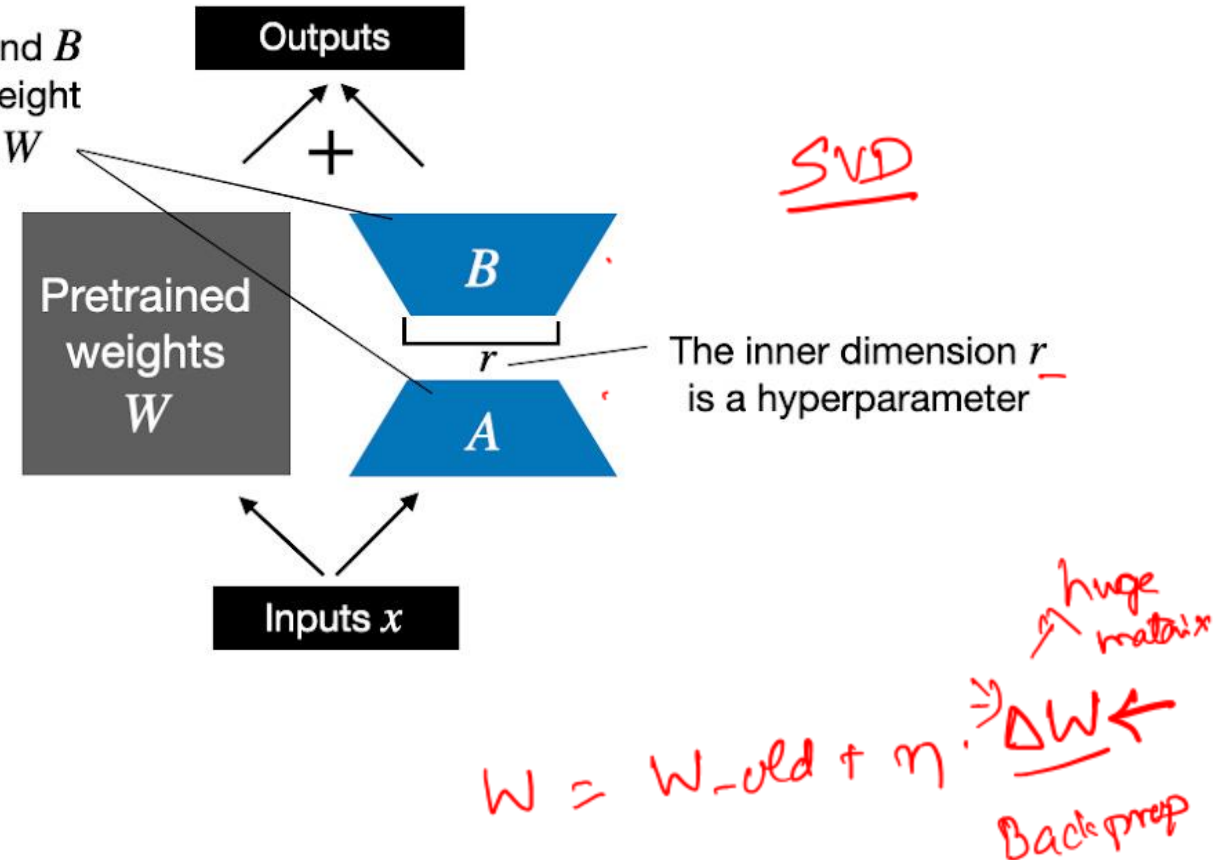 Outputs
nd B
eight
W
+
SVD
B
Pretrained
weights
W
r
The inner dimension r
is a hyperparameter
A
Inputs x
huge
matrix
W = W_old + η · ΔW
Backprop